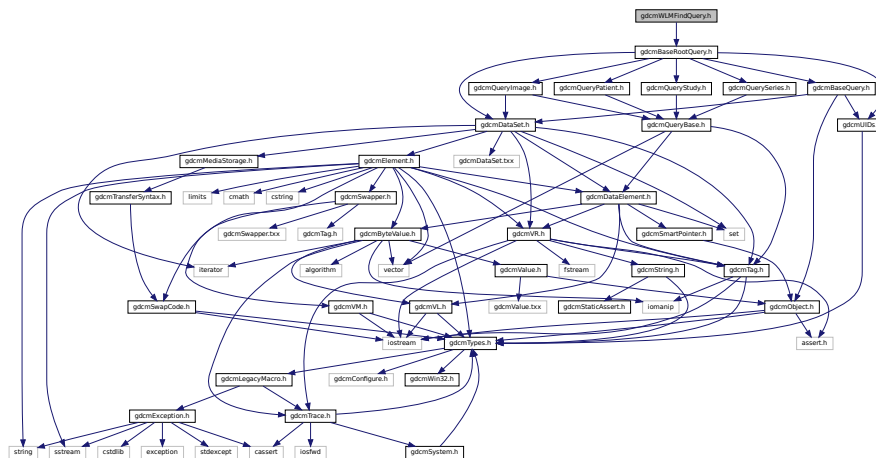 gdcmWLMFindQuery.h
gdcmBaseRootQuery.h
gdcmQueryImage.h gdcmQueryPatient.h gdcmQueryStudy.h gdcmQuerySeries.h gdcmBaseQuery.h
gdcmDataSet.h gdcmQueryBase.h gdcmUIDs
gdcmMediaStorage.h gdcmElement.h gdcmDataSet.txx
gdcmTransferSyntax.h limits cmath cstring gdcmSwapper.h gdcmDataElement.h
gdcmSwapper.txx gdcmTag.h gdcmByteValue.h gdcmVR.h gdcmSmartPointer.h set
iterator algorithm vector gdcmValue.h fstream gdcmString.h gdcmTag.h
gdcmSwapCode.h gdcmVM.h gdcmVL.h gdcmValue.txx gdcmStaticAssert.h iomanip gdcmObject.h
iostream gdcmTypes.h assert.h
gdcmLegacyMacro.h gdcmConfigure.h gdcmWin32.h
gdcmException.h gdcmTrace.h
string sstream cstdlib exception stdexcept cassert iosfwd gdcmSystem.h